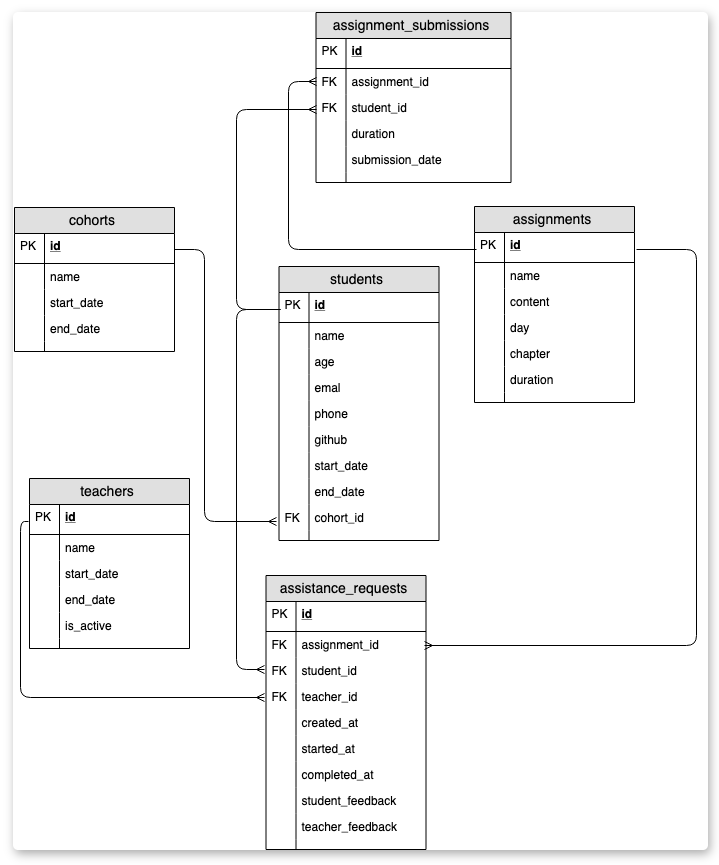 assignment_submissions
PK id
FK assignment_id
FK student_id
duration
submission_date
cohorts
PK id
name
start_date
end_date
assignments
PK id
name
content
day
chapter
duration
students
PK id
name
age
emal
phone
github
start_date
end_date
FK cohort_id
teachers
PK id
name
start_date
end_date
is_active
assistance_requests
PK id
FK assignment_id
FK student_id
FK teacher_id
created_at
started_at
completed_at
student_feedback
teacher_feedback